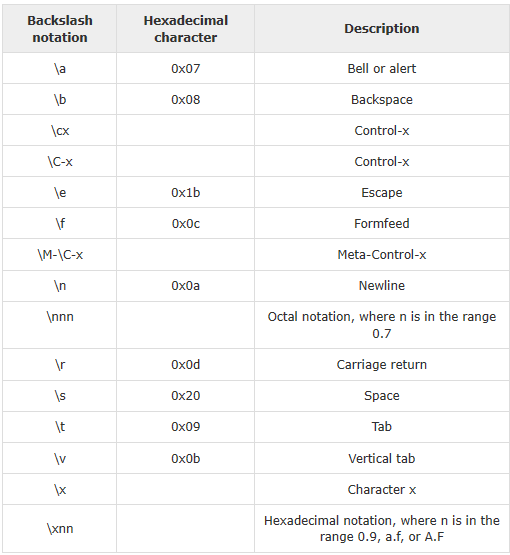 Backslash notation Hexadecimal character Description
\a 0x07 Bell or alert
\b 0x08 Backspace
\cx Control-x
\C-x Control-x
\e 0x1b Escape
\f 0x0c Formfeed
\M-\C-x Meta-Control-x
\n 0x0a Newline
\nnn Octal notation, where n is in the range
0.7
\r 0x0d Carriage return
\s 0x20 Space
\t 0x09 Tab
\v 0x0b Vertical tab
\x Character x
\xnn Hexadecimal notation, where n is in the
range 0.9, a.f, or A.F